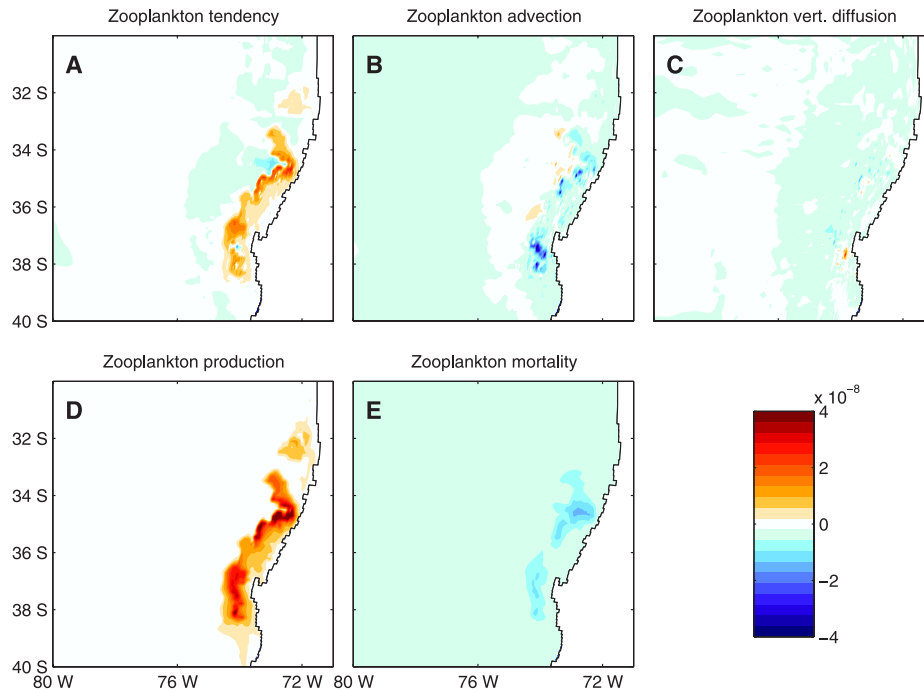 Zooplankton tendency
Zooplankton advection
Zooplankton vert. diffusion
A
B
C
32 S
34 S
36 S
38 S
40 S
Zooplankton production
Zooplankton mortality
D
E
x 10⁻⁸
32 S
34 S
36 S
38 S
40 S
4
2
0
−2
−4
80 W
76 W
72 W
80 W
76 W
72 W